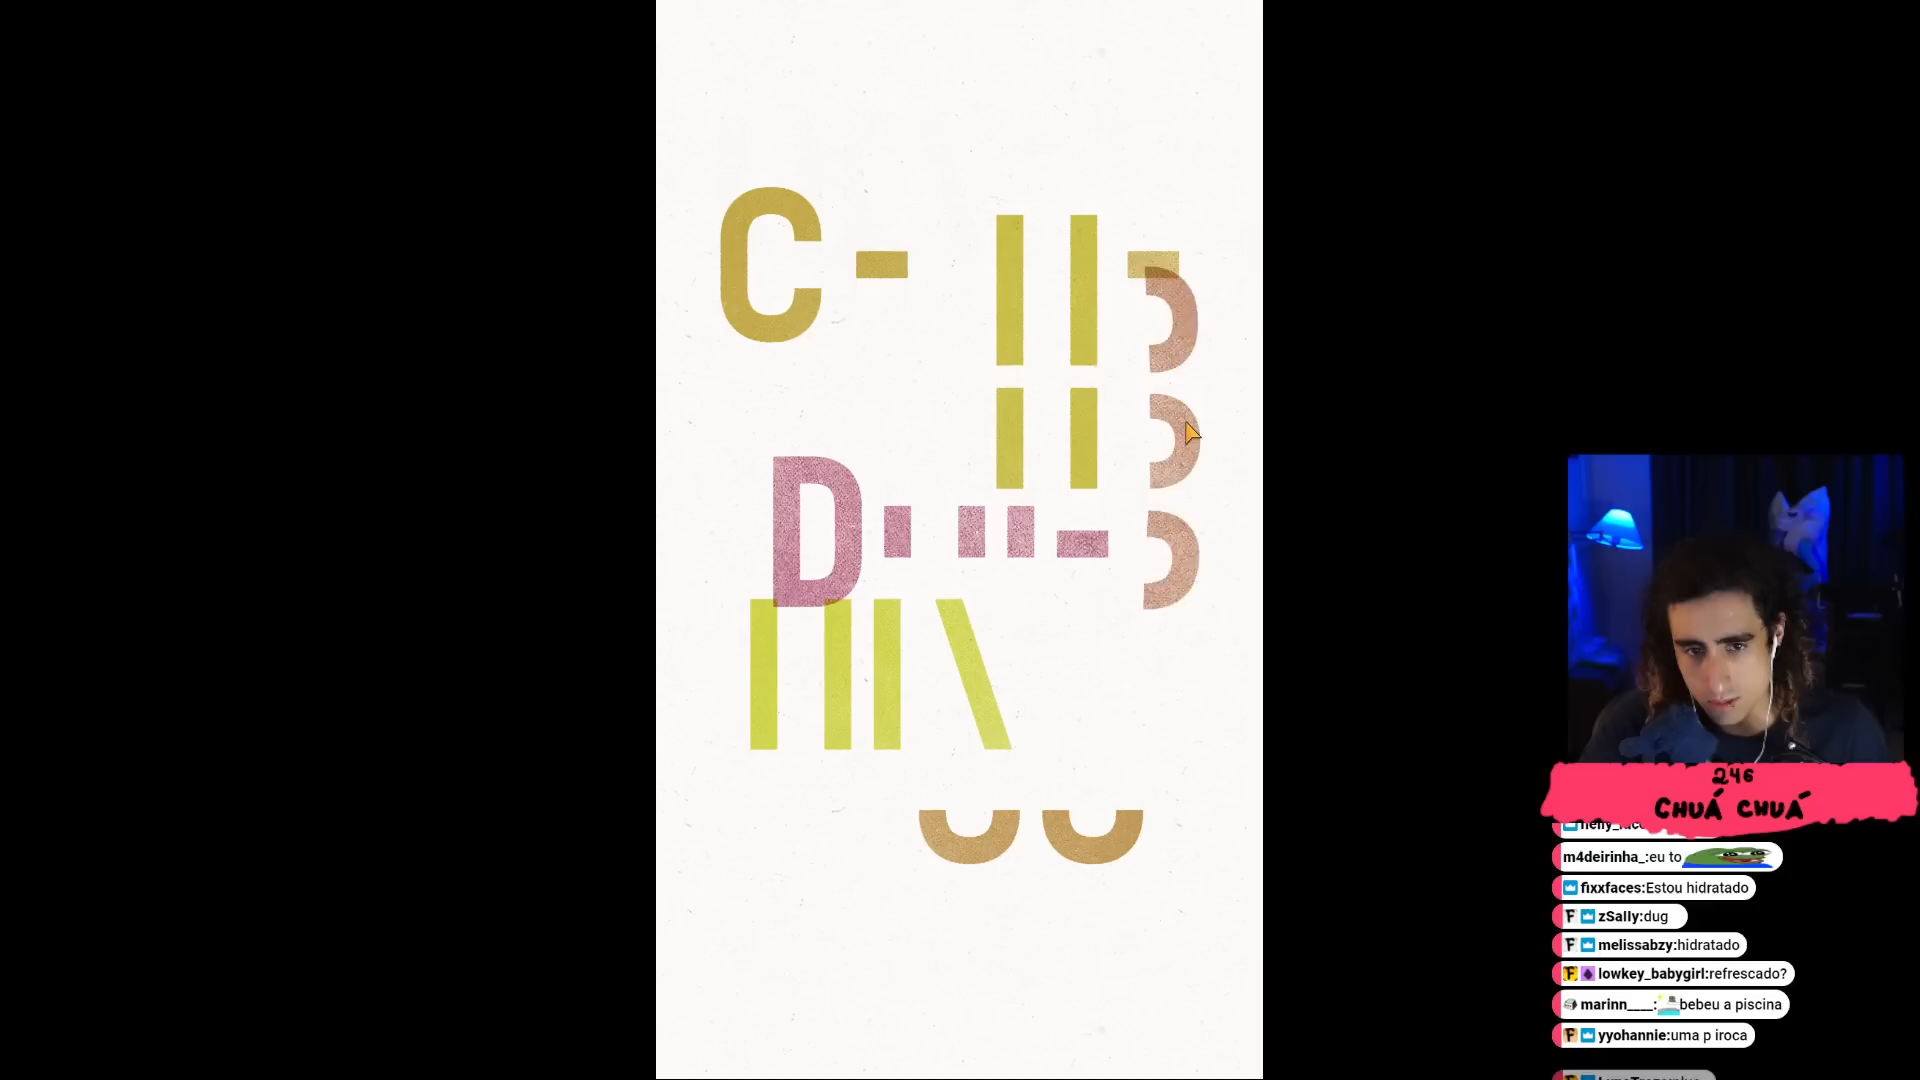 C-
D
246
CHUÁ CHUÁ
m4deirinha_:eu to
fixxfaces:Estou hidratado
zSally:dug
melissabzy:hidratado
lowkey_babygirl:refrescado?
marinn____:bebeu a piscina
yyohannie:uma p iroca